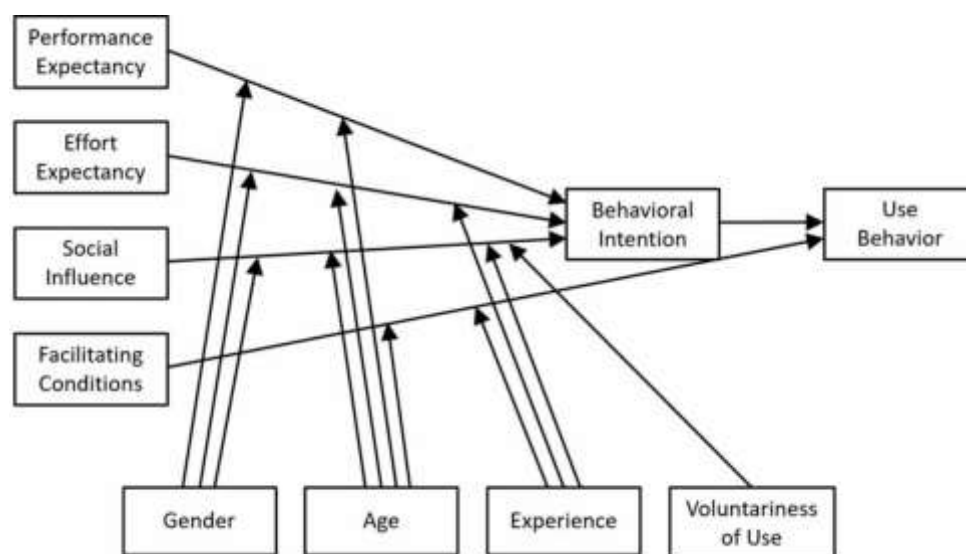 Performance
Expectancy
Effort
Expectancy
Social
Influence
Facilitating
Conditions
Behavioral
Intention
Use
Behavior
Gender
Age
Experience
Voluntariness
of Use